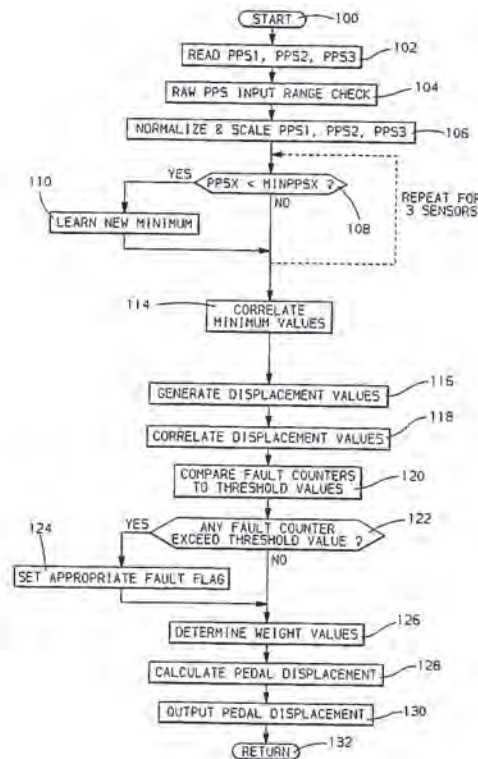 START
100
READ PPS1, PPS2, PPS3
102
RAW PPS INPUT RANGE CHECK
104
NORMALIZE & SCALE PPS1, PPS2, PPS3
106
PPSX < MINPPSX ?
108
YES
NO
110
LEARN NEW MINIMUM
REPEAT FOR
3 SENSORS
114
CORRELATE
MINIMUM VALUES
GENERATE DISPLACEMENT VALUES
116
CORRELATE DISPLACEMENT VALUES
118
COMPARE FAULT COUNTERS
TO THRESHOLD VALUES
120
ANY FAULT COUNTER
EXCEED THRESHOLD VALUE ?
122
YES
NO
124
SET APPROPRIATE FAULT FLAG
DETERMINE WEIGHT VALUES
126
CALCULATE PEDAL DISPLACEMENT
128
OUTPUT PEDAL DISPLACEMENT
130
RETURN
132